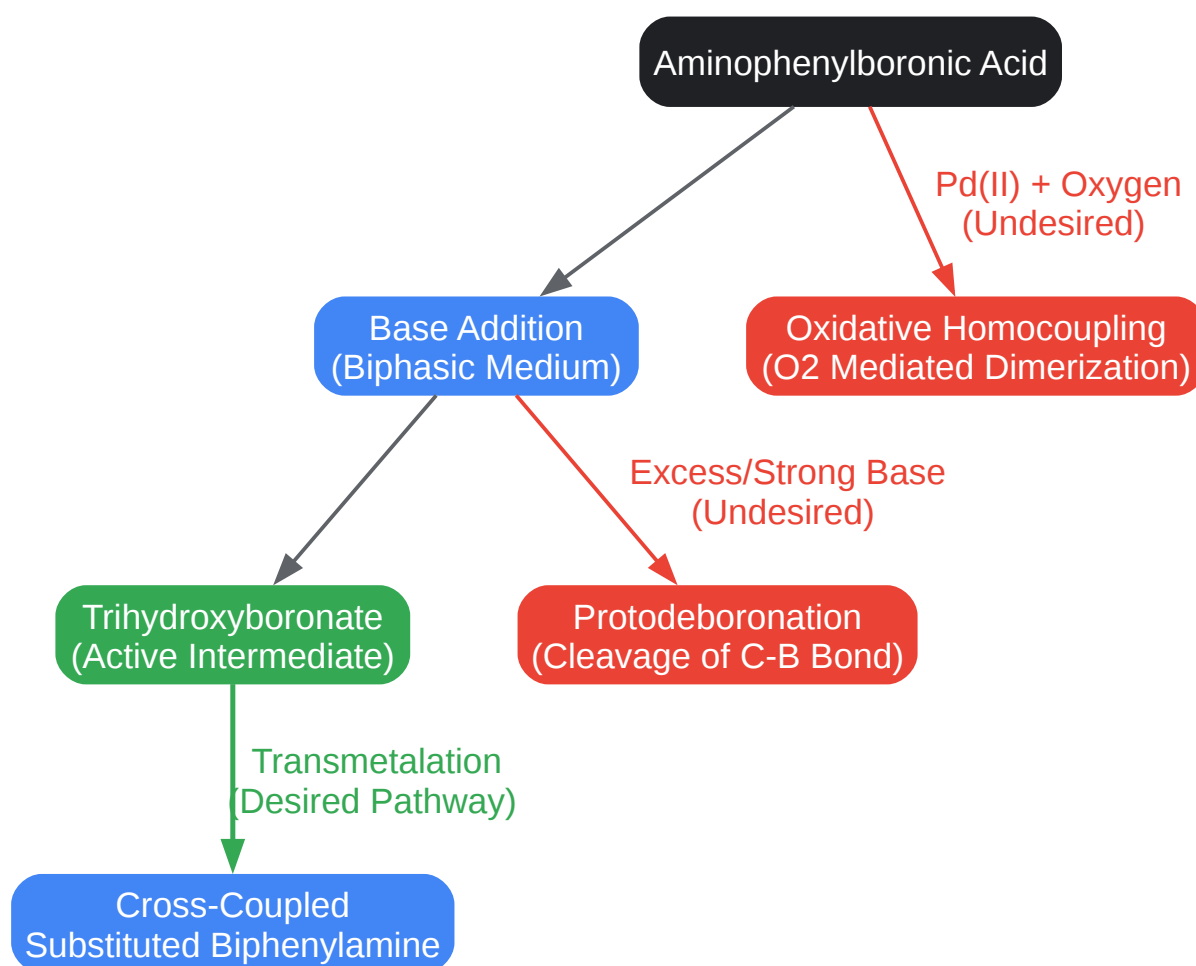 Aminophenylboronic Acid
Pd(II) + Oxygen
(Undesired)
Base Addition
(Biphasic Medium)
Oxidative Homocoupling
(O2 Mediated Dimerization)
Excess/Strong Base
(Undesired)
Trihydroxyboronate
(Active Intermediate)
Protodeboronation
(Cleavage of C-B Bond)
Transmetalation
(Desired Pathway)
Cross-Coupled
Substituted Biphenylamine